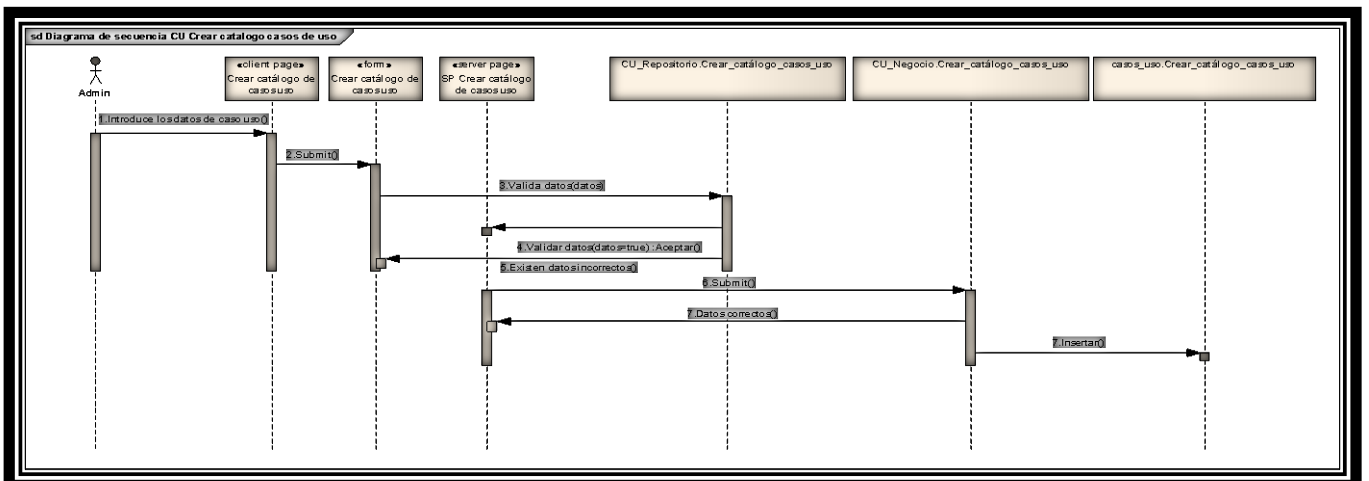 sd Diagrama de secuencia CU Crear catalogo casos de uso
Admin
«client page»
Crear catálogo de
casos uso
«form»
Crear catálogo de
casos uso
«server page»
SP Crear catálogo
de casos uso
CU_Repositorio.Crear_catálogo_casos_uso
CU_Negocio.Crear_catálogo_casos_uso
casos_uso.Crear_catálogo_casos_uso
1.Introduce los datos de caso uso()
2.Submit()
3.Valida datos(datos)
4.Validar datos(datos=true) :Aceptar()
5.Existen datos incorrectos()
6.Submit()
7.Datos correctos()
7.Insertar()